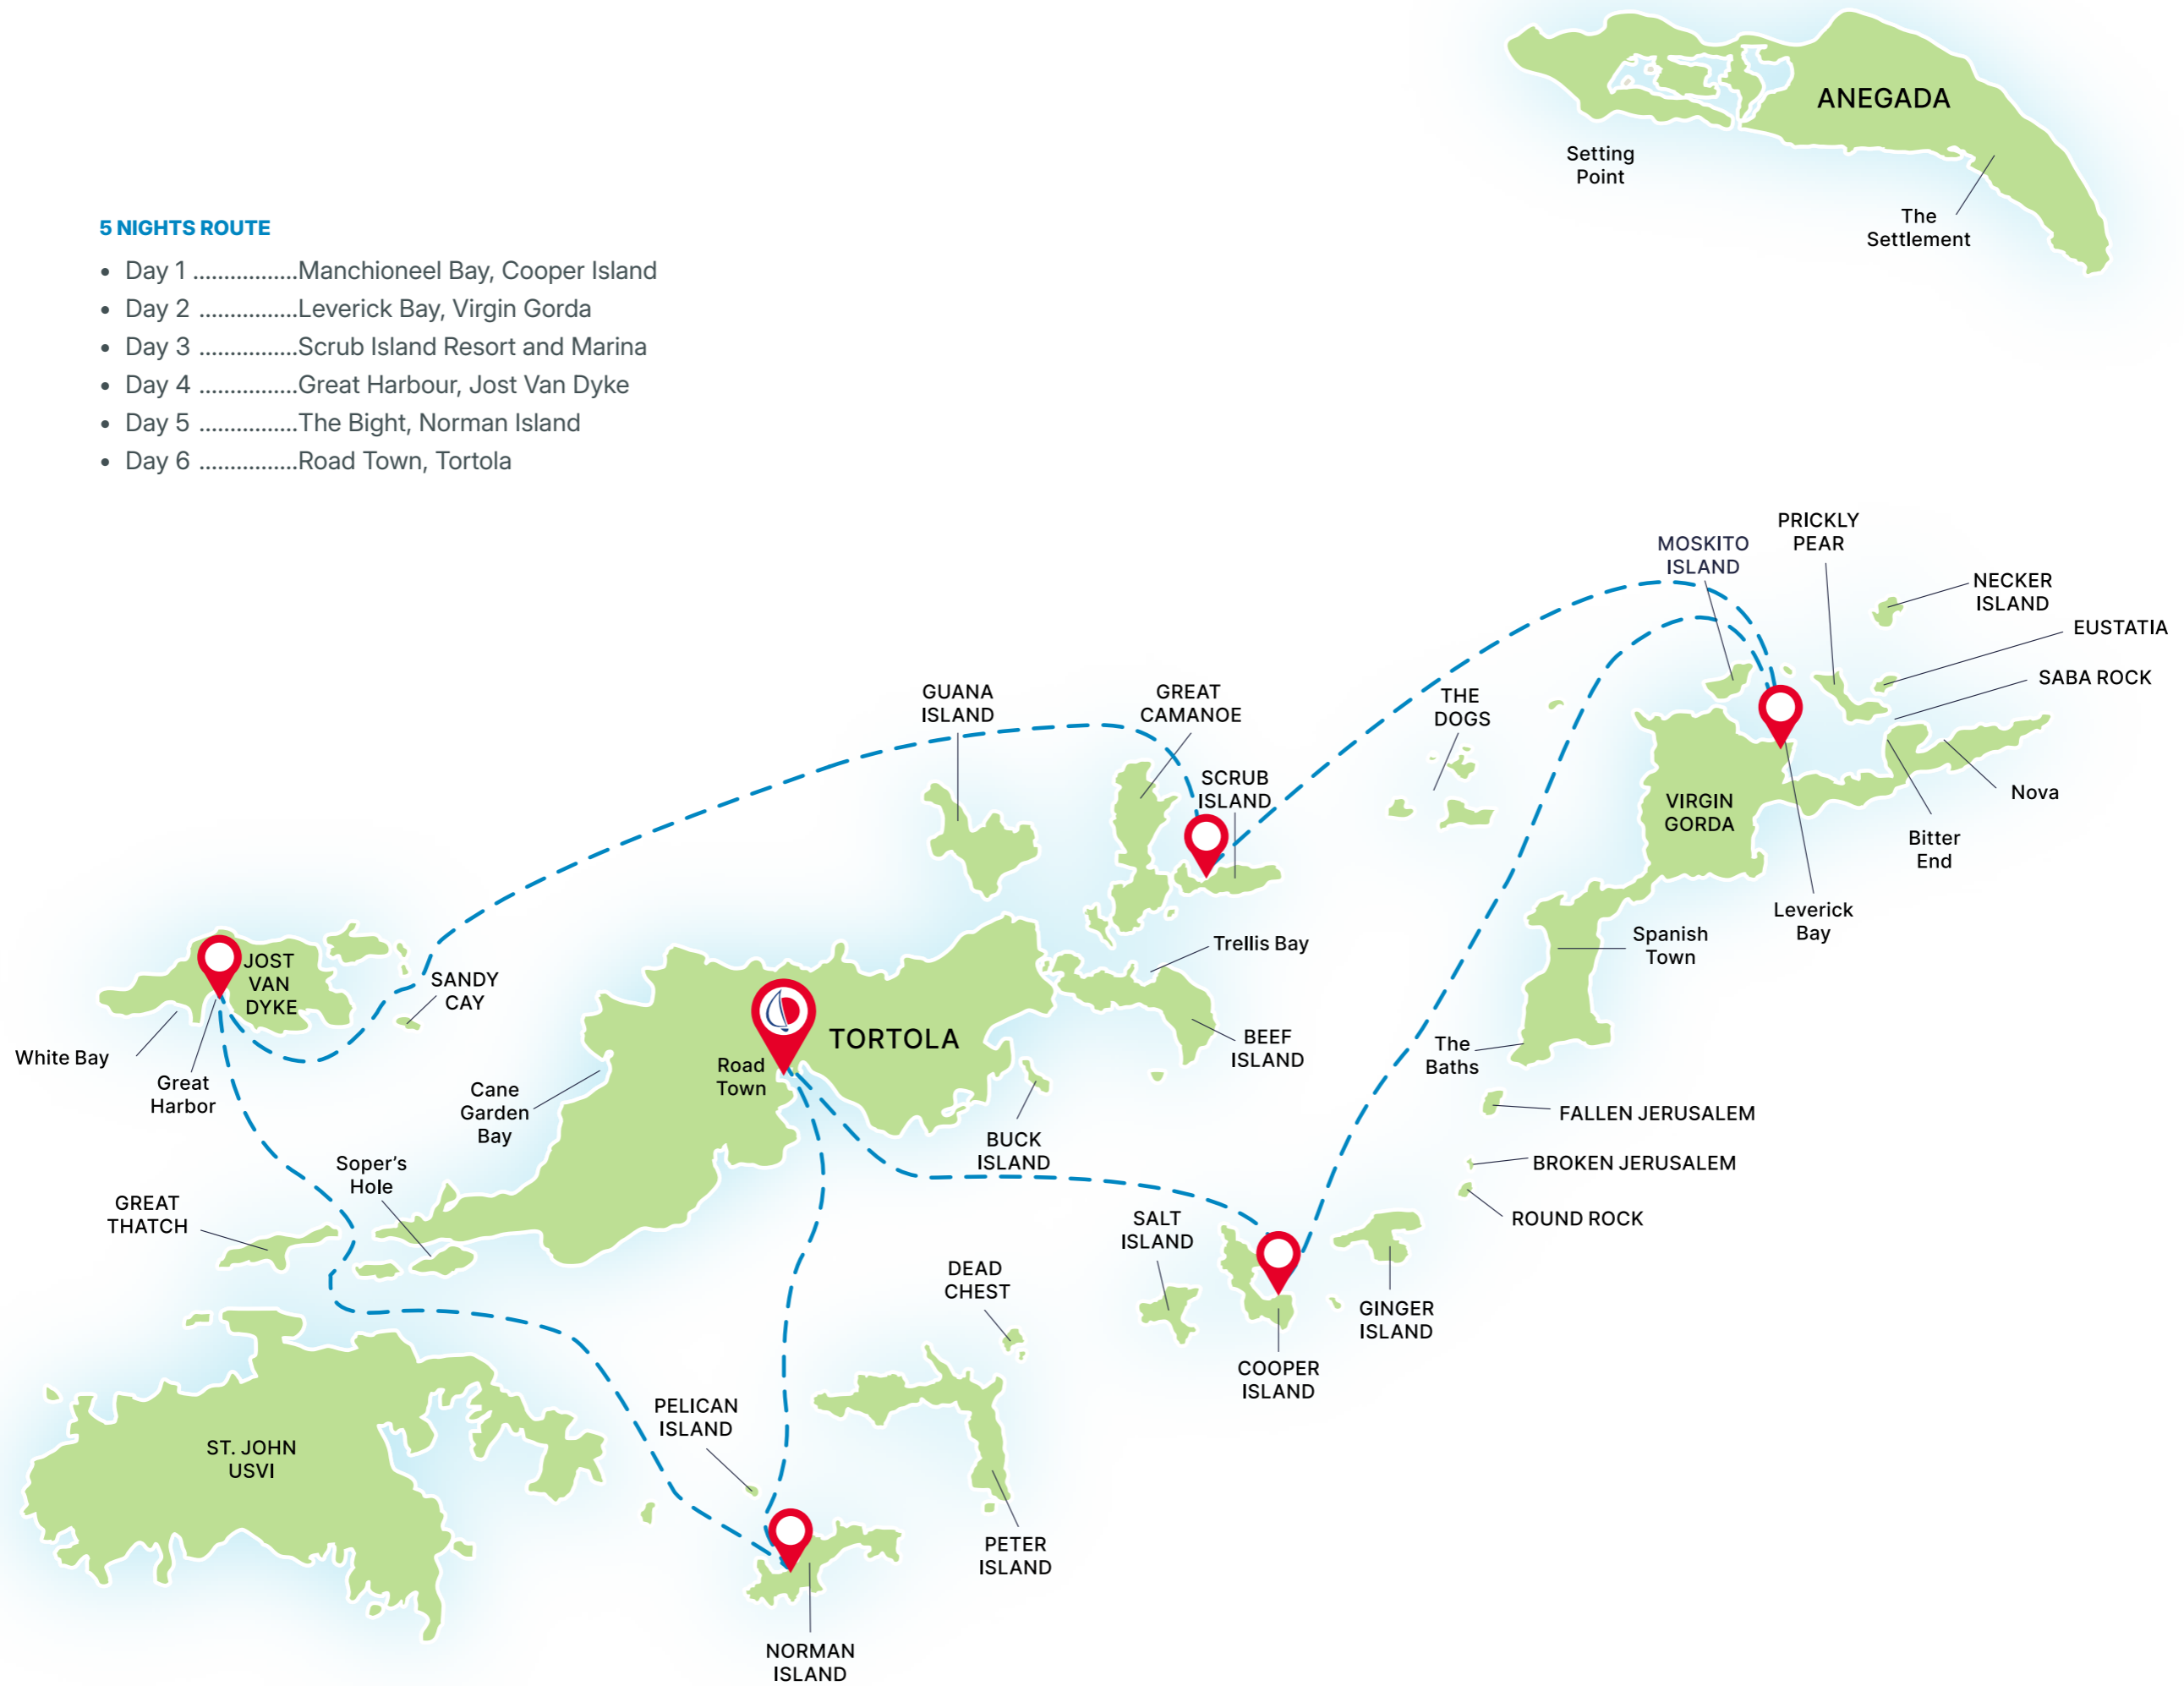 ANEGADA
Setting
Point
The
Settlement
5 NIGHTS ROUTE
• Day 1 .................Manchioneel Bay, Cooper Island
• Day 2 ................Leverick Bay, Virgin Gorda
• Day 3 ................Scrub Island Resort and Marina
• Day 4 ................Great Harbour, Jost Van Dyke
• Day 5 ................The Bight, Norman Island
• Day 6 ................Road Town, Tortola
PRICKLY
PEAR
MOSKITO
ISLAND
NECKER
ISLAND
EUSTATIA
SABA ROCK
GUANA
ISLAND
GREAT
CAMANOE
THE
DOGS
SCRUB
ISLAND
VIRGIN
GORDA
Nova
Bitter
End
Leverick
Bay
Spanish
Town
Trellis Bay
JOST
VAN
DYKE
SANDY
CAY
White Bay
Great
Harbor
TORTOLA
Road
Town
BEEF
ISLAND
The
Baths
Cane
Garden
Bay
FALLEN JERUSALEM
BUCK
ISLAND
BROKEN JERUSALEM
Soper's
Hole
GREAT
THATCH
SALT
ISLAND
ROUND ROCK
DEAD
CHEST
GINGER
ISLAND
COOPER
ISLAND
PELICAN
ISLAND
ST. JOHN
USVI
PETER
ISLAND
NORMAN
ISLAND